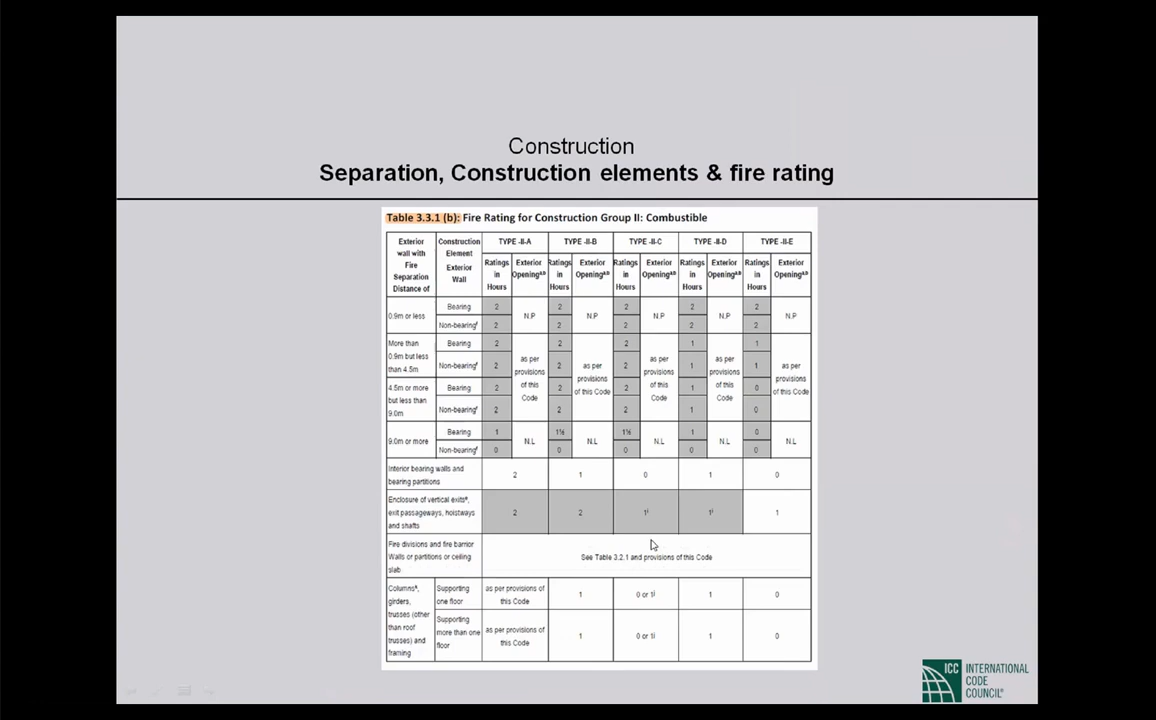 Construction
Separation, Construction elements & fire rating
Table 3.3.1 (b): Fire Rating for Construction Group II: Combustible
Exterior wall with Fire Separation Distance of | Construction Element Exterior Wall | TYPE -II-A | TYPE -II-B | TYPE -II-C | TYPE -II-D | TYPE -II-E
Ratings in Hours | Exterior Opening | Ratings in Hours | Exterior Opening | Ratings in Hours | Exterior Opening | Ratings in Hours | Exterior Opening | Ratings in Hours | Exterior Opening
0.9m or less | Bearing | 2 | N.P | 2 | N.P | 2 | N.P | 2 | N.P | 2 | N.P
Non-bearing | 2 | 2 | 2 | 2 | 2
More than 0.9m but less than 4.5m | Bearing | 2 | as per provisions of this Code | 2 | as per provisions of this Code | 2 | as per provisions of this Code | 1 | as per provisions of this Code | 1 | as per provisions of this Code
Non-bearing | 2 | 2 | 2 | 1 | 1
4.5m or more but less than 9.0m | Bearing | 2 | 2 | 2 | 1 | 0
Non-bearing | 2 | 2 | 2 | 1 | 0
9.0m or more | Bearing | 1 | N.L | 1½ | N.L | 1½ | N.L | 1 | N.L | 0 | N.L
Non-bearing | 0 | 0 | 0 | 0 | 0
Interior bearing walls and bearing partitions | 2 | 1 | 0 | 1 | 0
Enclosure of vertical exits, exit passageways, hoistways and shafts | 2 | 2 | 1 | 1 | 1
Fire divisions and fire barrier Walls or partitions or ceiling slab | See Table 3.2.1 and provisions of this Code
Columns, girders, trusses (other than roof trusses) and framing | Supporting one floor | as per provisions of this Code | 1 | 0 or 1 | 1 | 0
Supporting more than one floor | as per provisions of this Code | 1 | 0 or 1 | 1 | 0
ICC INTERNATIONAL
CODE
COUNCIL®